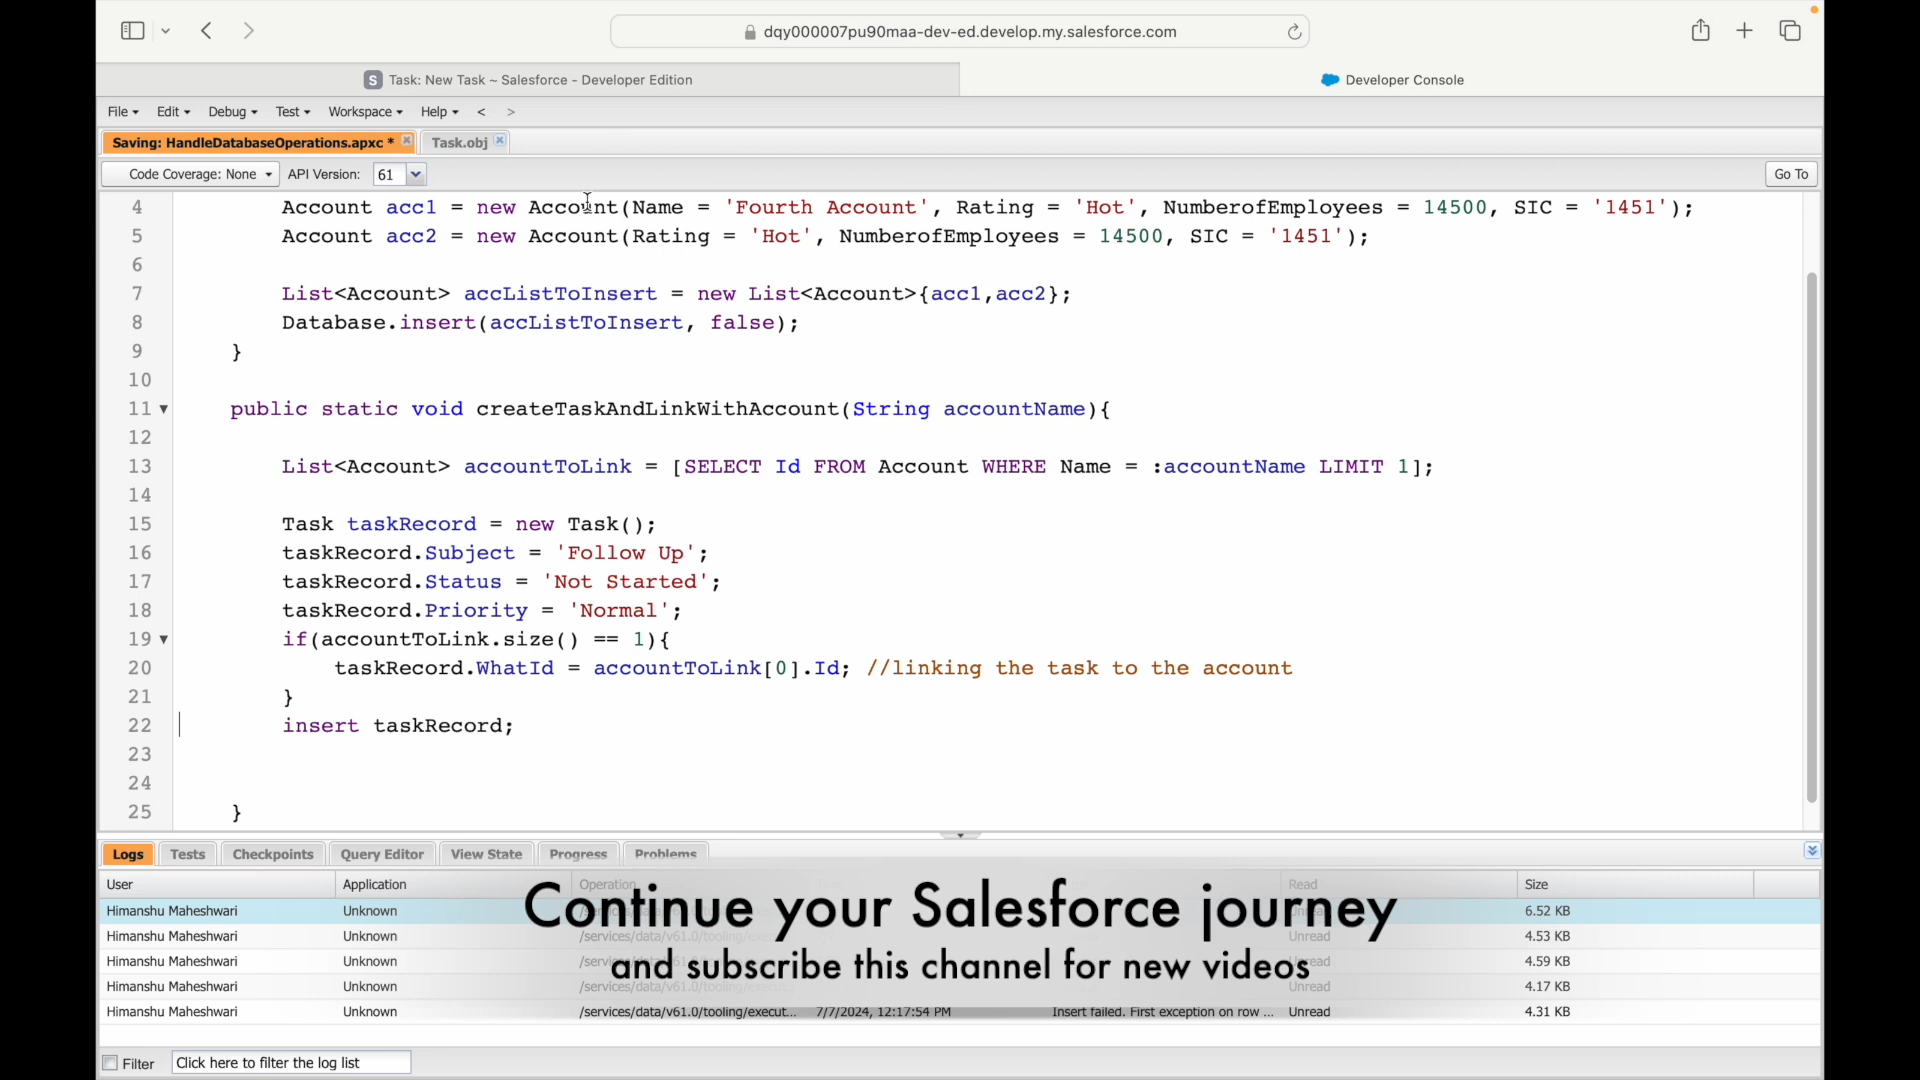 dqy000007pu90maa-dev-ed.develop.my.salesforce.com
S Task: New Task ~ Salesforce - Developer Edition
Developer Console
File Edit Debug Test Workspace Help < >
Saving: HandleDatabaseOperations.apxc *
Task.obj
Code Coverage: None API Version: 61 Go To
4 Account acc1 = new Account(Name = 'Fourth Account', Rating = 'Hot', NumberofEmployees = 14500, SIC = '1451');
5 Account acc2 = new Account(Rating = 'Hot', NumberofEmployees = 14500, SIC = '1451');
6
7 List<Account> accListToInsert = new List<Account>{acc1,acc2};
8 Database.insert(accListToInsert, false);
9 }
10
11 public static void createTaskAndLinkWithAccount(String accountName){
12
13 List<Account> accountToLink = [SELECT Id FROM Account WHERE Name = :accountName LIMIT 1];
14
15 Task taskRecord = new Task();
16 taskRecord.Subject = 'Follow Up';
17 taskRecord.Status = 'Not Started';
18 taskRecord.Priority = 'Normal';
19 if(accountToLink.size() == 1){
20 taskRecord.WhatId = accountToLink[0].Id; //linking the task to the account
21 }
22 insert taskRecord;
23
24
25 }
Logs Tests Checkpoints Query Editor View State Progress Problems
User Application Operation Read Size
Himanshu Maheshwari Unknown Unread 6.52 KB
Himanshu Maheshwari Unknown Unread 4.53 KB
Himanshu Maheshwari Unknown 4.59 KB
Himanshu Maheshwari Unknown Unread 4.17 KB
Himanshu Maheshwari Unknown /services/data/v61.0/tooling/execut... 7/7/2024, 12:17:54 PM Insert failed. First exception on row ... Unread 4.31 KB
Continue your Salesforce journey
and subscribe this channel for new videos
Filter Click here to filter the log list